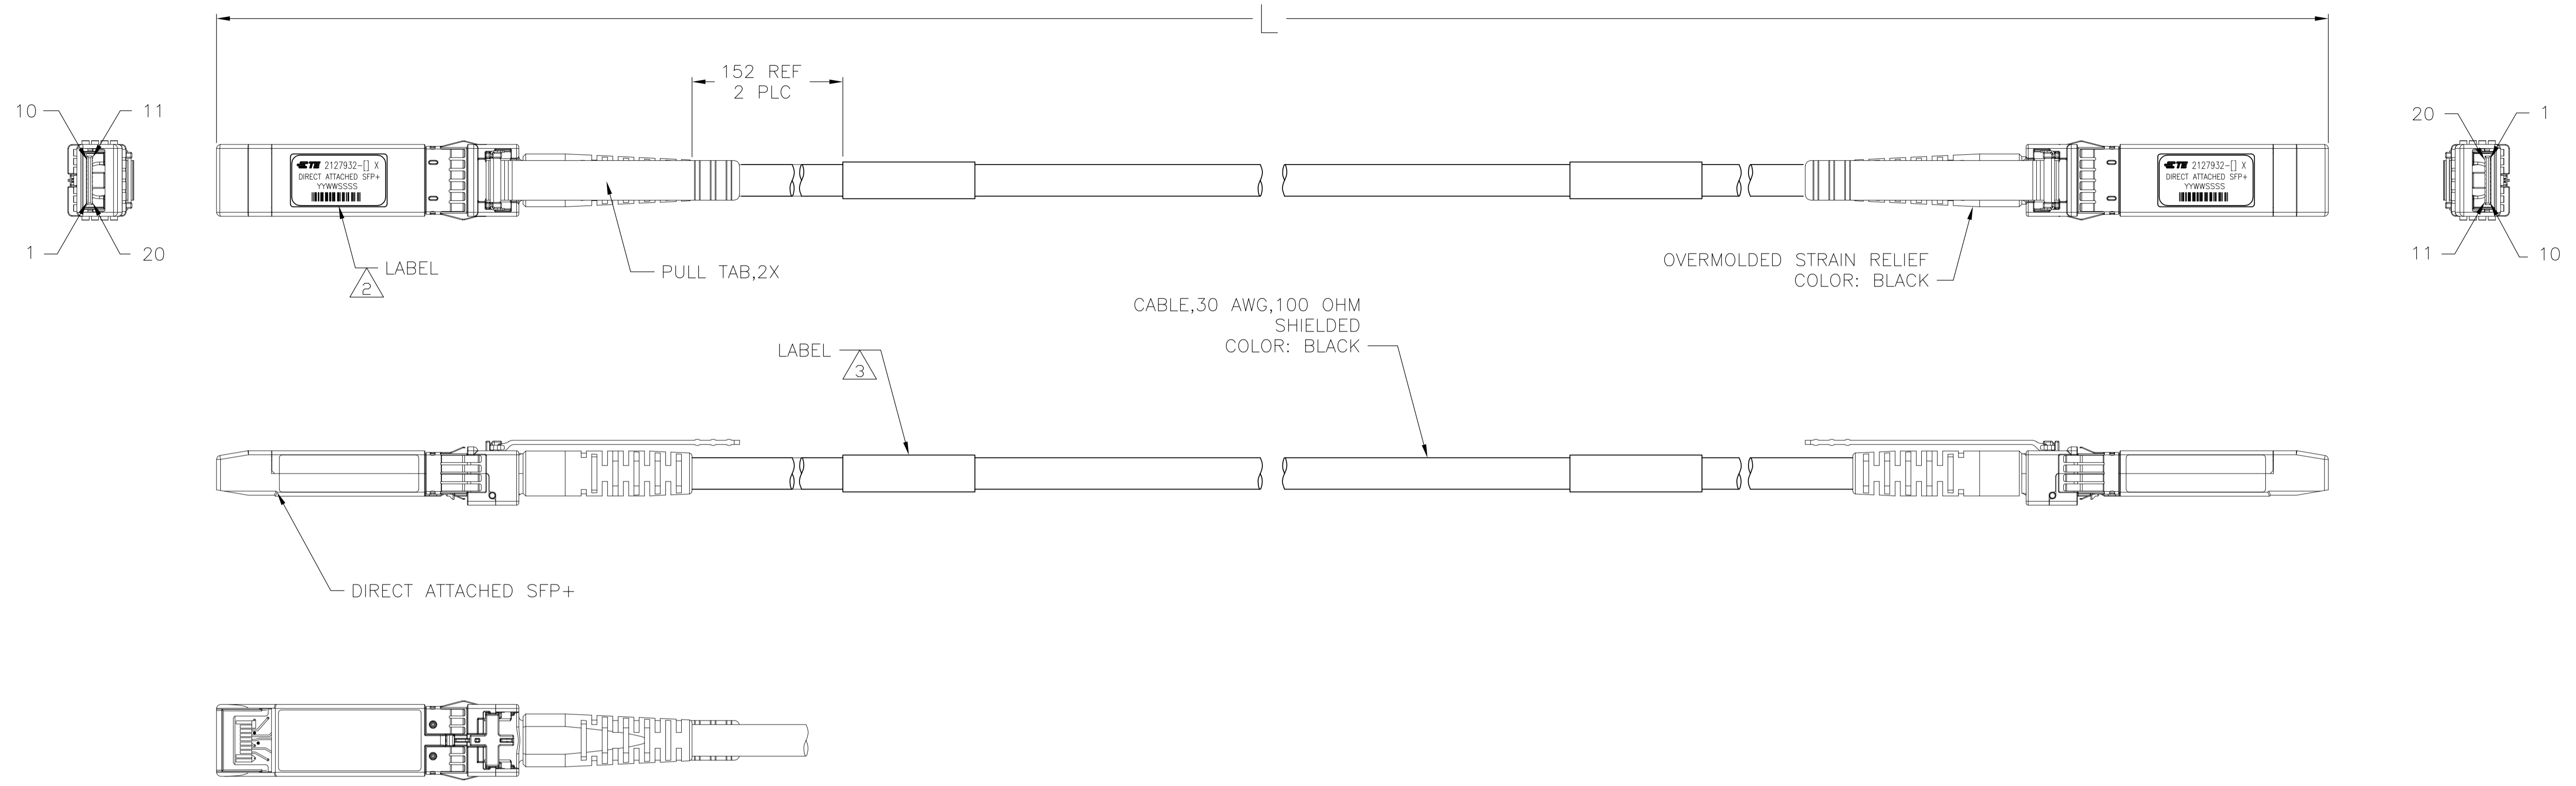 L
152 REF
2 PLC
10
11
1
20
TE 2127932-[] X
DIRECT ATTACHED SFP+
YYWWSSSS
2
LABEL
PULL TAB,2X
TE 2127932-[] X
DIRECT ATTACHED SFP+
YYWWSSSS
OVERMOLDED STRAIN RELIEF
COLOR: BLACK
20
1
11
10
CABLE,30 AWG,100 OHM
SHIELDED
COLOR: BLACK
LABEL
3
DIRECT ATTACHED SFP+